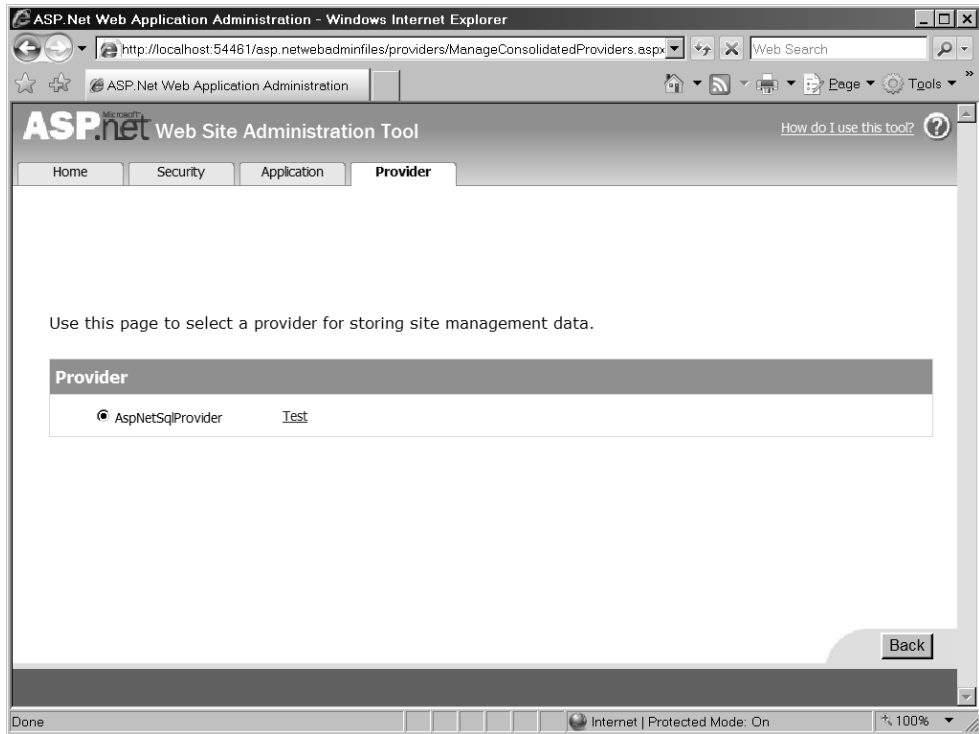 ASP.Net Web Application Administration - Windows Internet Explorer
http://localhost:54461/asp.netwebadminfiles/providers/ManageConsolidatedProviders.aspx
Web Search
ASP.Net Web Application Administration
Page
Tools
»
Microsoft
ASP.net Web Site Administration Tool
How do I use this tool? ?
Home Security Application Provider
Use this page to select a provider for storing site management data.
Provider
AspNetSqlProvider Test
Back
Done Internet | Protected Mode: On 100%